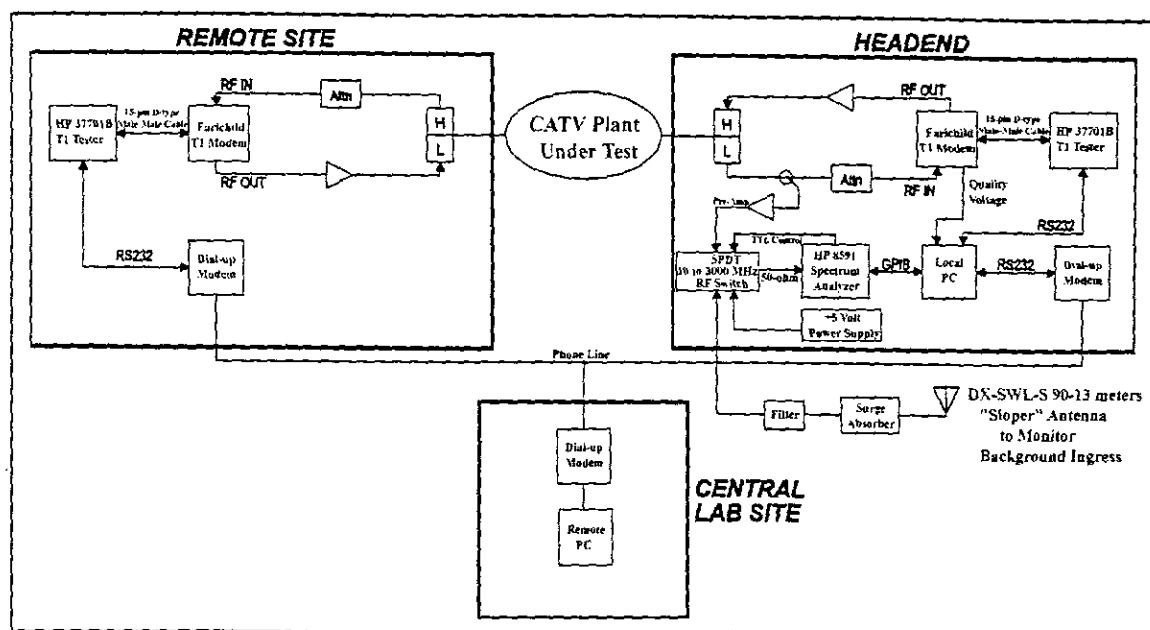 REMOTE SITE
HEADEND
RF IN
Attn
HP 37701B
T1 Tester
15-pin D-type
Male-Male Cable
Farichild
T1 Modem
H
L
RF OUT
RS232
Dial-up
Modem
CATV Plant
Under Test
H
L
RF OUT
Farichild
T1 Modem
15-pin D-type
Male-Male Cable
HP 37701B
T1 Tester
Attn
RF IN
Quality
Voltage
Pre-Amp
TTL Control
RS232
SPDT
10 to 3000 MHz
RF Switch
50-ohm
HP 8591
Spectrum
Analyzer
GPIB
Local
PC
RS232
Dial-up
Modem
+5 Volt
Power Supply
Phone Line
Filter
Surge
Absorber
DX-SWL-S 90-13 meters
"Sloper" Antenna
to Monitor
Background Ingress
Dial-up
Modem
Remote
PC
CENTRAL
LAB SITE